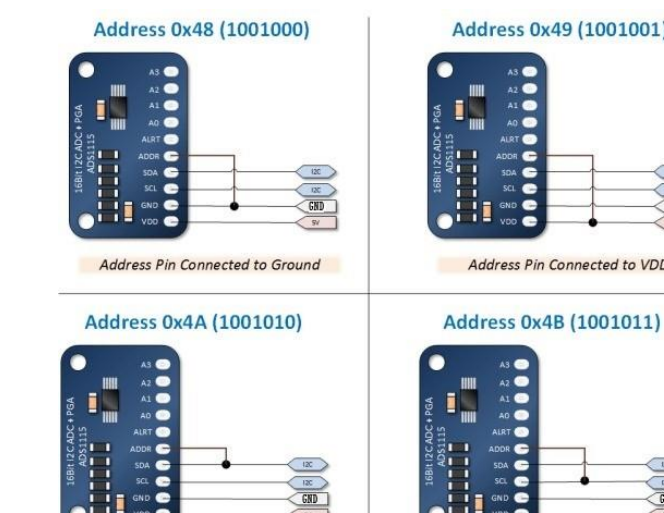 Address 0x48 (1001000)
A3
A2
A1
A0
ALRT
ADDR
SDA
SCL
GND
VDD
16Bit I2C ADC + PGA
ADS1115
I2C
I2C
GND
5V
Address Pin Connected to Ground
Address 0x49 (1001001)
A3
A2
A1
A0
ALRT
ADDR
SDA
SCL
GND
VDD
16Bit I2C ADC + PGA
ADS1115
Address Pin Connected to VDD
Address 0x4A (1001010)
A3
A2
A1
A0
ALRT
ADDR
SDA
SCL
GND
VDD
16Bit I2C ADC + PGA
ADS1115
I2C
I2C
GND
Address 0x4B (1001011)
A3
A2
A1
A0
ALRT
ADDR
SDA
SCL
GND
VDD
16Bit I2C ADC + PGA
ADS1115